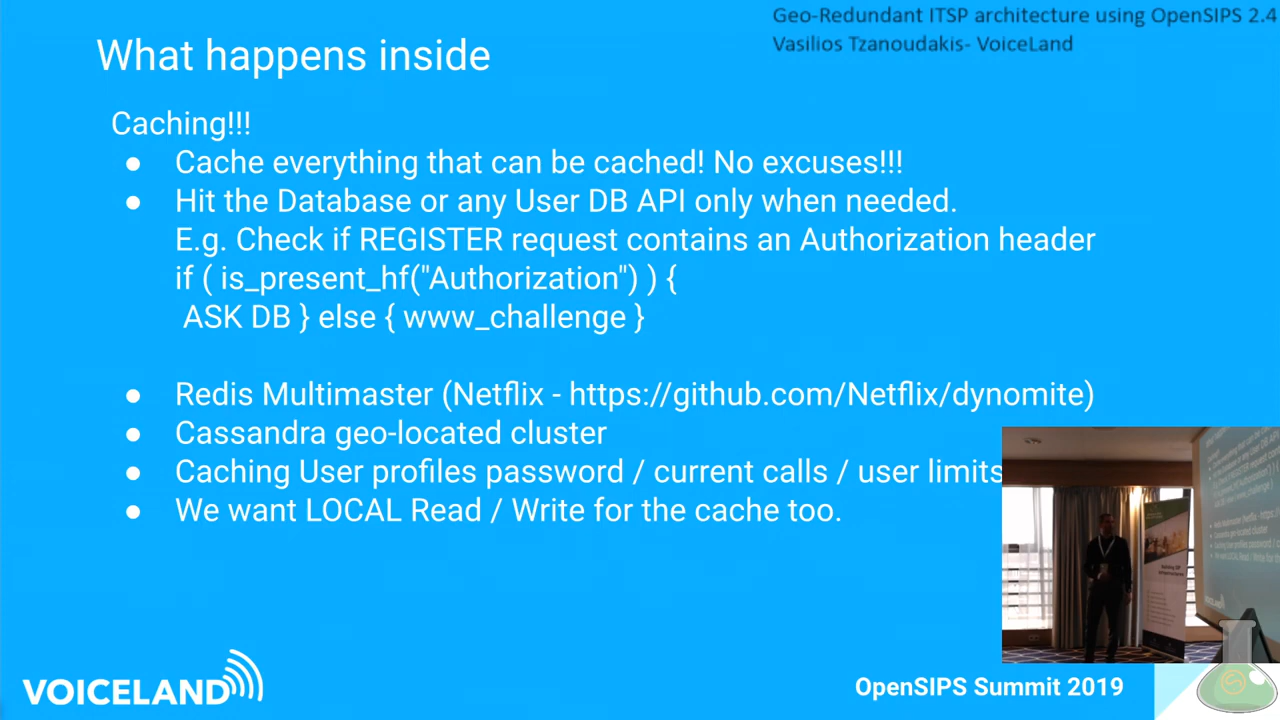 Geo-Redundant ITSP architecture using OpenSIPS 2.4
Vasilios Tzanoudakis- VoiceLand
What happens inside
Caching!!!
● Cache everything that can be cached! No excuses!!!
● Hit the Database or any User DB API only when needed.
E.g. Check if REGISTER request contains an Authorization header
if ( is_present_hf("Authorization") ) {
ASK DB } else { www_challenge }
● Redis Multimaster (Netflix - https://github.com/Netflix/dynomite)
● Cassandra geo-located cluster
● Caching User profiles password / current calls / user limits
● We want LOCAL Read / Write for the cache too.
VOICELAND
OpenSIPS Summit 2019